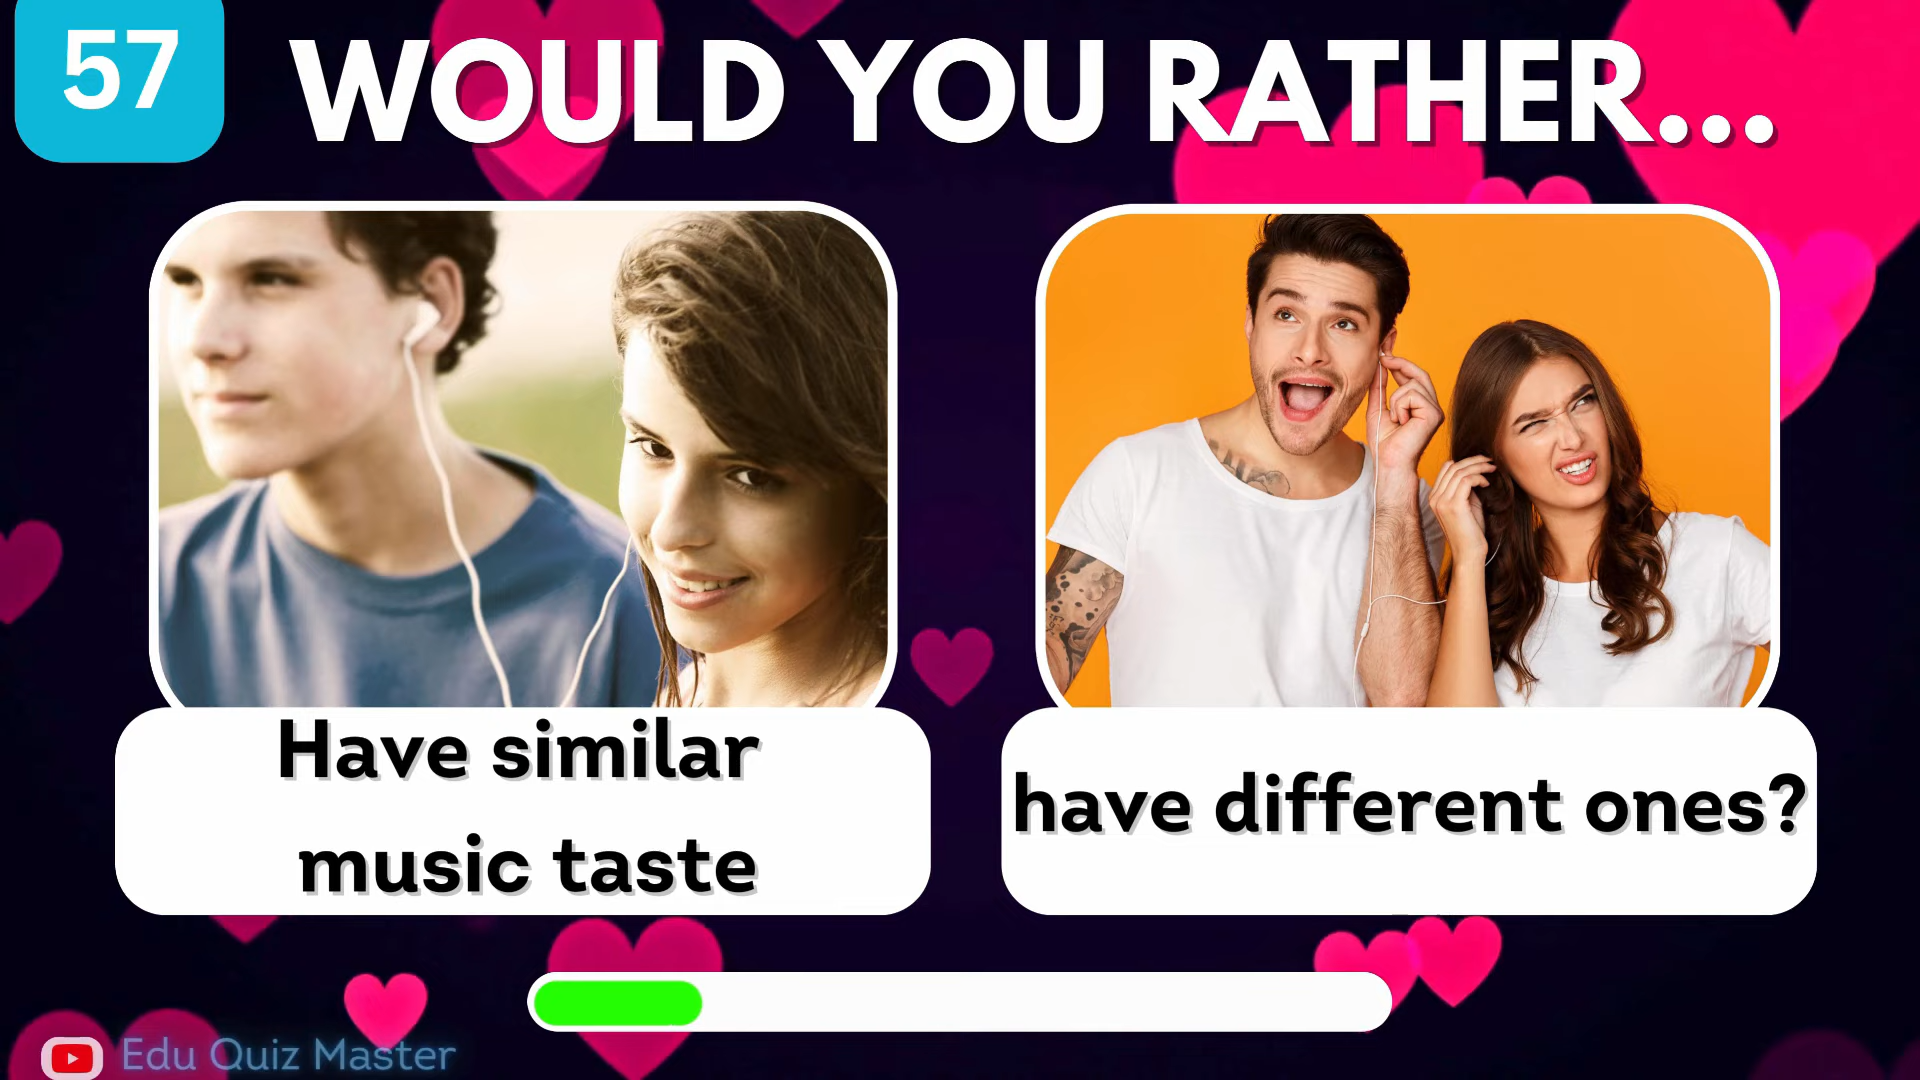 57
WOULD YOU RATHER...
Have similar
music taste
have different ones?
Edu Quiz Master